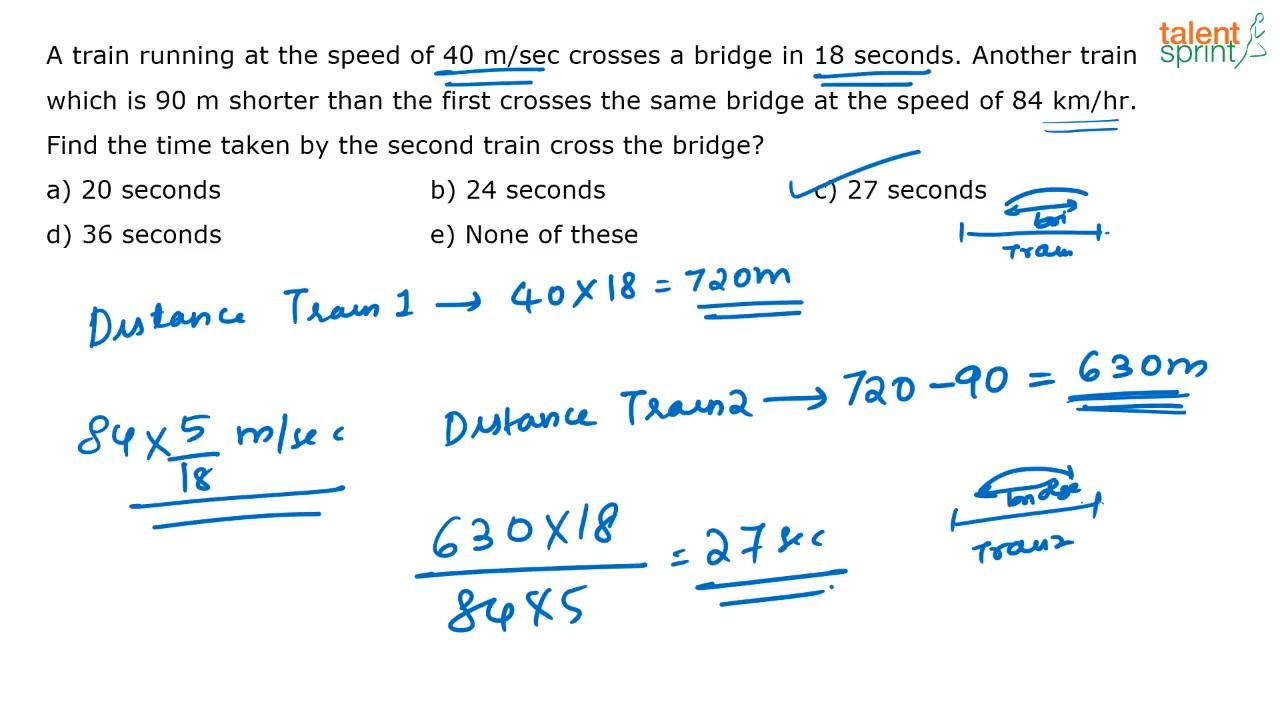 talent
sprint
A train running at the speed of 40 m/sec crosses a bridge in 18 seconds. Another train
which is 90 m shorter than the first crosses the same bridge at the speed of 84 km/hr.
Find the time taken by the second train cross the bridge?
a) 20 seconds b) 24 seconds c) 27 seconds
d) 36 seconds e) None of these
bri
Train
Distance Train 1 → 40 x 18 = 720m
Distance Train2 → 720 - 90 = 630m
84 x 5/18 m/sec
bridge
Train2
630 x 18
84 x 5
= 27 sec